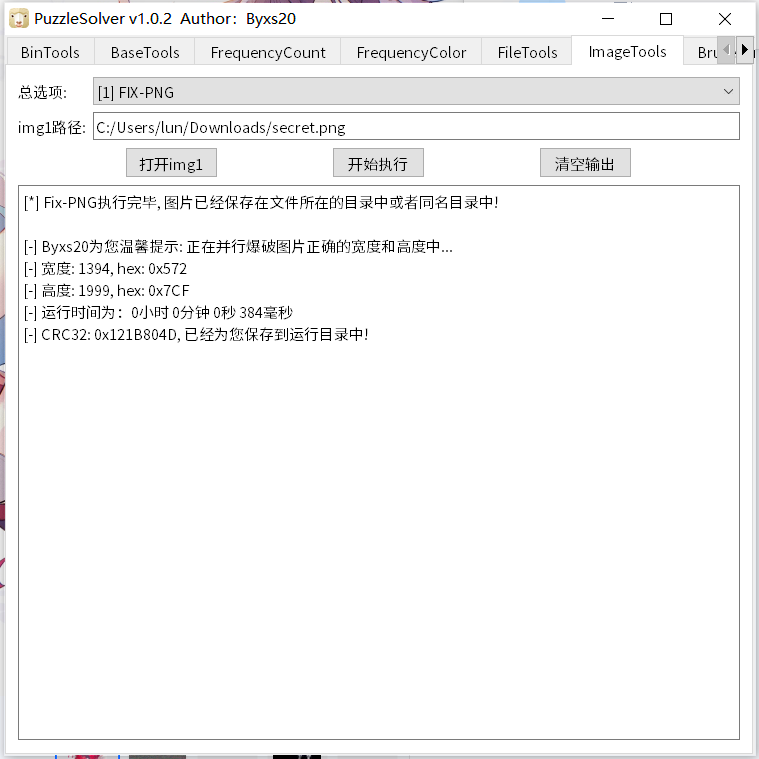 PuzzleSolver v1.0.2 Author: Byxs20
BinTools BaseTools FrequencyCount FrequencyColor FileTools ImageTools
总选项: [1] FIX-PNG
img1路径: C:/Users/lun/Downloads/secret.png
打开img1 开始执行 清空输出
[*] Fix-PNG执行完毕, 图片已经保存在文件所在的目录中或者同名目录中!
[-] Byxs20为您温馨提示: 正在并行爆破图片正确的宽度和高度中...
[-] 宽度: 1394, hex: 0x572
[-] 高度: 1999, hex: 0x7CF
[-] 运行时间为：0小时 0分钟 0秒 384毫秒
[-] CRC32: 0x121B804D, 已经为您保存到运行目录中!